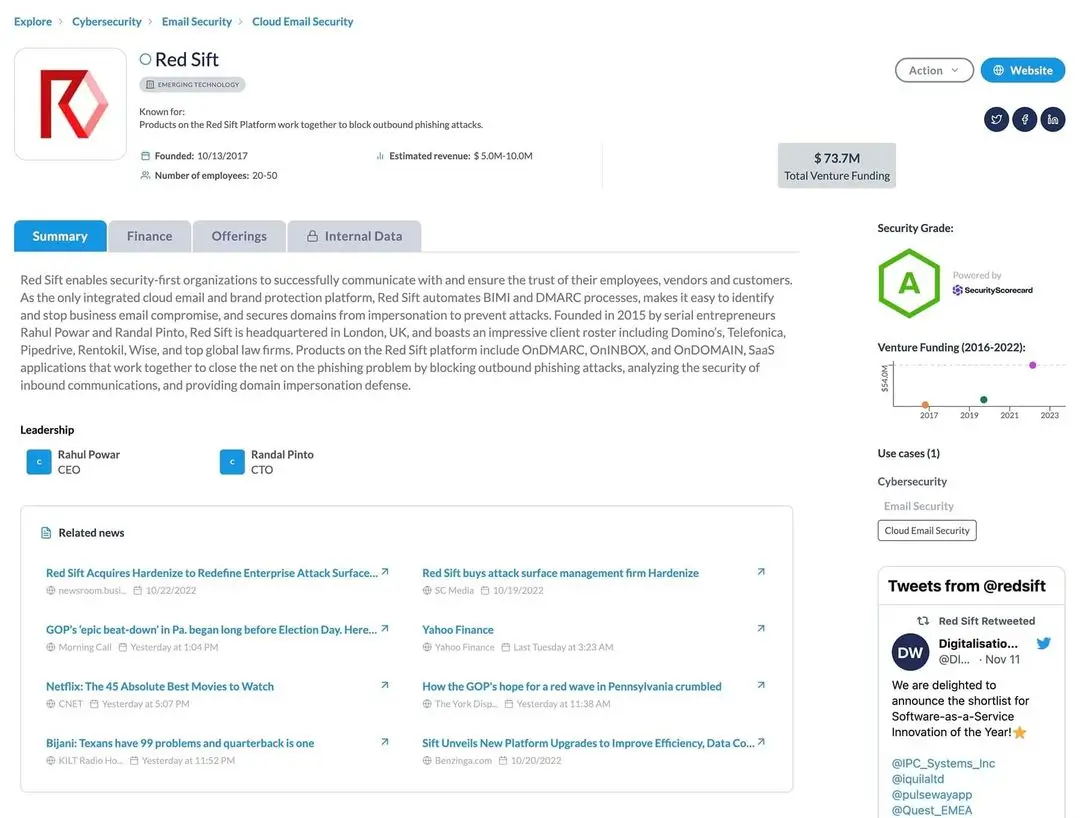 Explore > Cybersecurity > Email Security > Cloud Email Security
Red Sift
EMERGING TECHNOLOGY
Action
Website
Known for:
Products on the Red Sift Platform work together to block outbound phishing attacks.
Founded: 10/13/2017
Estimated revenue: $ 5.0M-10.0M
Number of employees: 20-50
$ 73.7M
Total Venture Funding
Summary
Finance
Offerings
Internal Data
Red Sift enables security-first organizations to successfully communicate with and ensure the trust of their employees, vendors and customers.
As the only integrated cloud email and brand protection platform, Red Sift automates BIMI and DMARC processes, makes it easy to identify
and stop business email compromise, and secures domains from impersonation to prevent attacks. Founded in 2015 by serial entrepreneurs
Rahul Powar and Randal Pinto, Red Sift is headquartered in London, UK, and boasts an impressive client roster including Domino's, Telefonica,
Pipedrive, Rentokil, Wise, and top global law firms. Products on the Red Sift platform include OnDMARC, OnINBOX, and OnDOMAIN, SaaS
applications that work together to close the net on the phishing problem by blocking outbound phishing attacks, analyzing the security of
inbound communications, and providing domain impersonation defense.
Leadership
C
Rahul Powar
CEO
C
Randal Pinto
CTO
Related news
Red Sift Acquires Hardenize to Redefine Enterprise Attack Surface...
newsroom.busi... 10/22/2022
Red Sift buys attack surface management firm Hardenize
SC Media 10/19/2022
GOP's 'epic beat-down' in Pa. began long before Election Day. Here...
Morning Call Yesterday at 1:04 PM
Yahoo Finance
Yahoo Finance Last Tuesday at 3:23 AM
Netflix: The 45 Absolute Best Movies to Watch
CNET Yesterday at 5:07 PM
How the GOP's hope for a red wave in Pennsylvania crumbled
The York Disp... Yesterday at 11:38 AM
Bijani: Texans have 99 problems and quarterback is one
KILT Radio Ho... Yesterday at 11:52 PM
Sift Unveils New Platform Upgrades to Improve Efficiency, Data Co...
Benzinga.com 10/20/2022
Security Grade:
A
Powered by
SecurityScorecard
Venture Funding (2016-2022):
$54.0M
2017 2019 2021 2023
Use cases (1)
Cybersecurity
Email Security
Cloud Email Security
Tweets from @redsift
Red Sift Retweeted
DW
Digitalisatio...
@DI... · Nov 11
We are delighted to
announce the shortlist for
Software-as-a-Service
Innovation of the Year!⭐
@IPC_Systems_Inc
@iquilaltd
@pulsewayapp
@Quest_EMEA